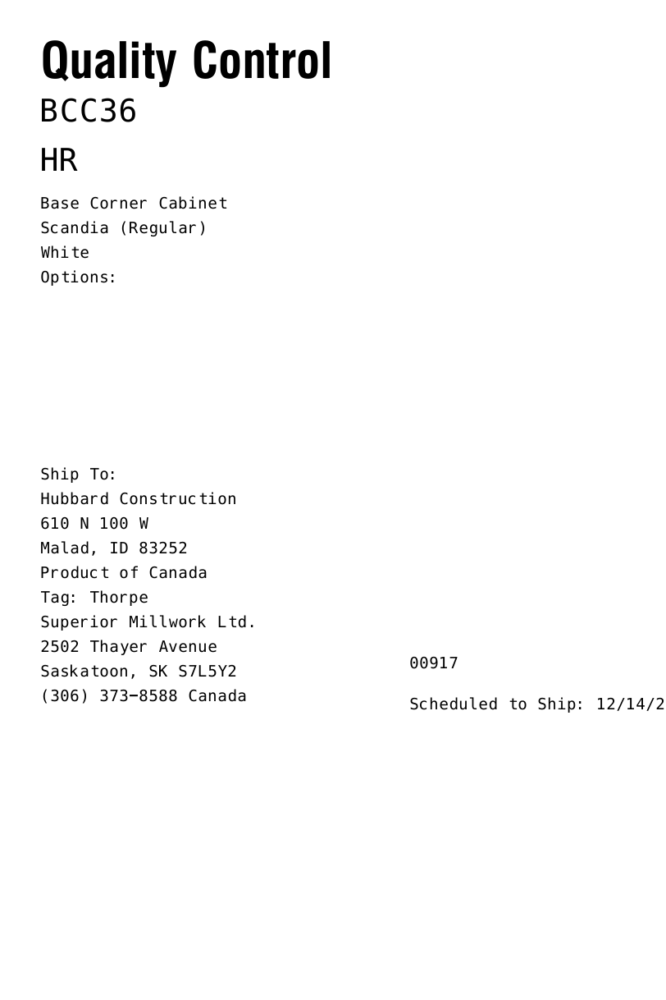 Quality Control
BCC36
HR
Base Corner Cabinet
Scandia (Regular)
White
Options:
Ship To:
Hubbard Construction
610 N 100 W
Malad, ID 83252
Product of Canada
Tag: Thorpe
Superior Millwork Ltd.
2502 Thayer Avenue
Saskatoon, SK S7L5Y2
(306) 373-8588 Canada
00917
Scheduled to Ship: 12/14/2